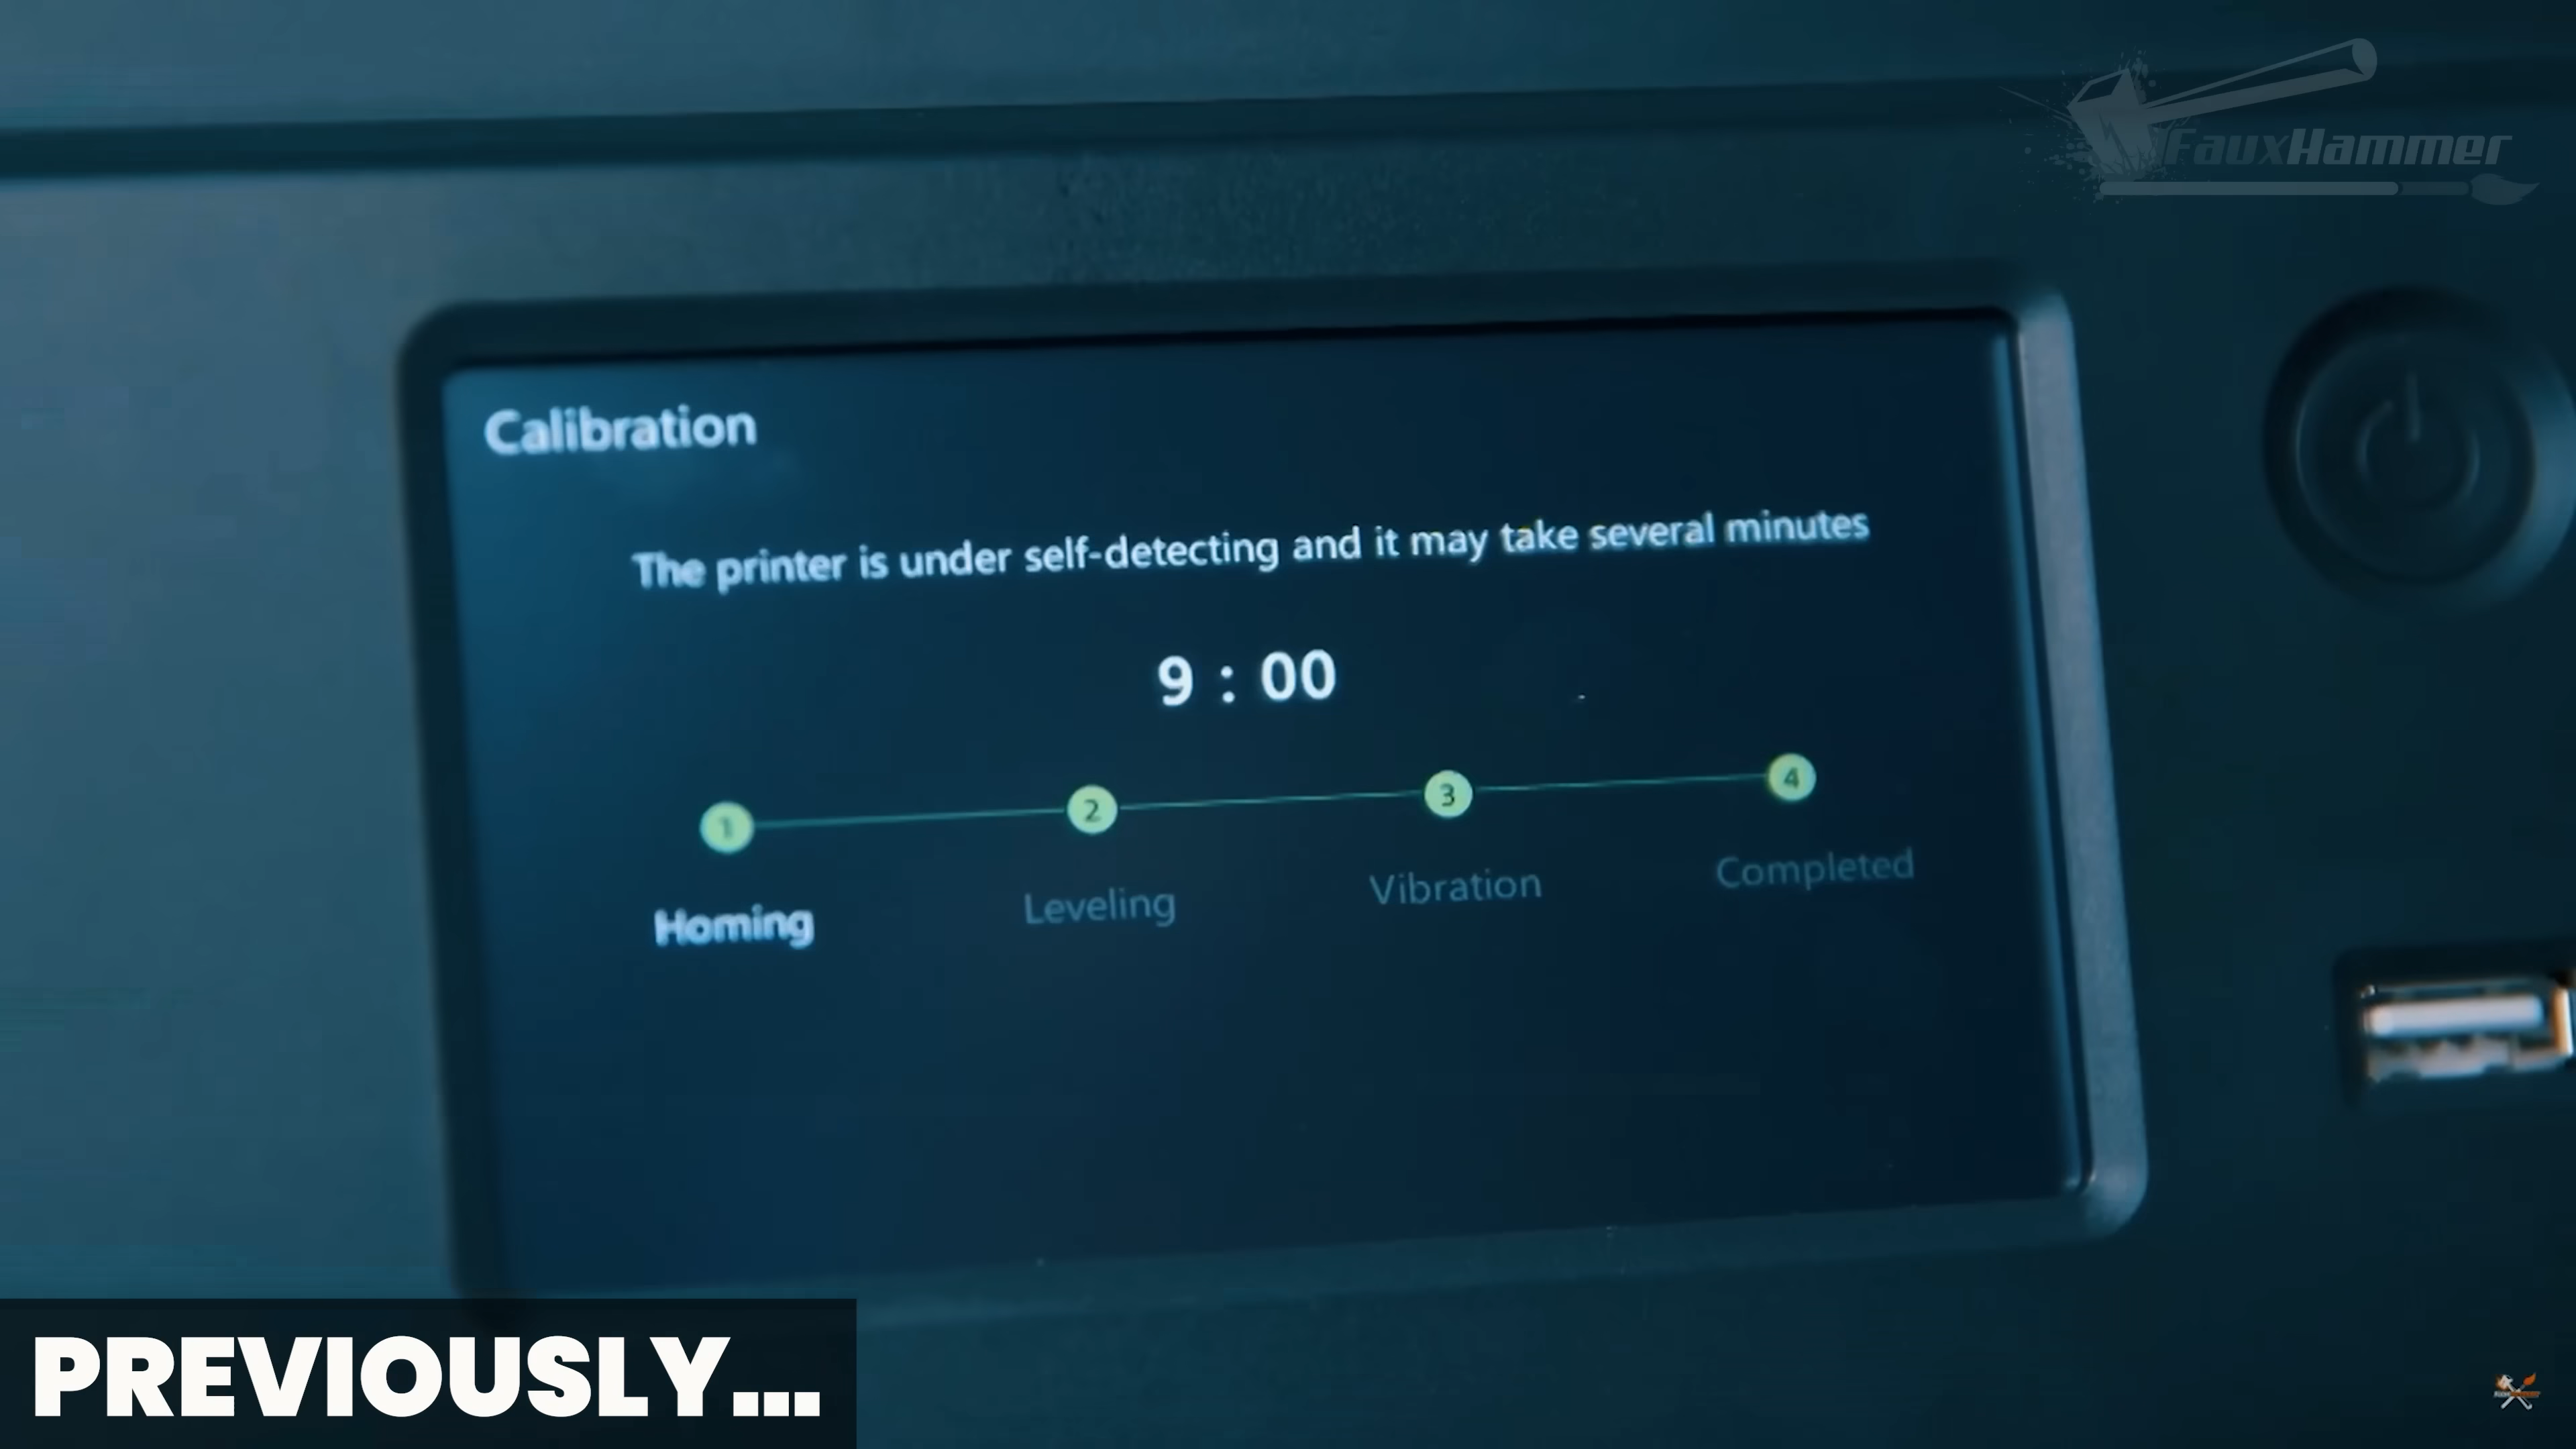 FauxHammer
Calibration
The printer is under self-detecting and it may take several minutes
9 : 00
1 2 3 4
Homing Leveling Vibration Completed
PREVIOUSLY...